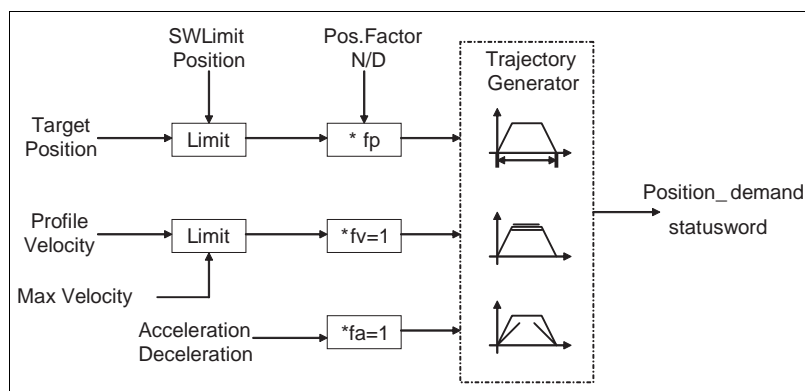 SWLimit
Position
Pos.Factor
N/D
Trajectory
Generator
Target
Position
Limit
* fp
Profile
Velocity
Limit
*fv=1
Max Velocity
Acceleration
Deceleration
*fa=1
Position_demand
statusword